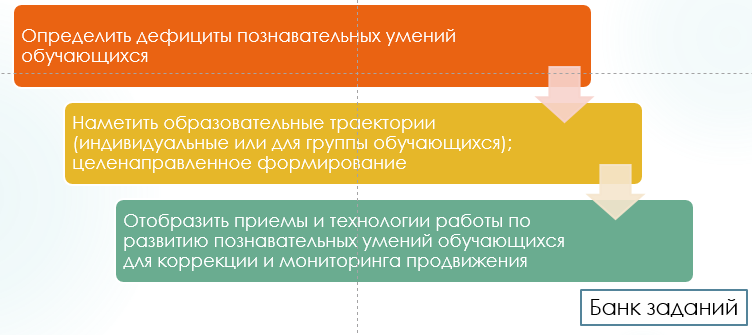 Определить дефициты познавательных умений
обучающихся
Наметить образовательные траектории
(индивидуальные или для группы обучающихся);
целенаправленное формирование
Отобразить приемы и технологии работы по
развитию познавательных умений обучающихся
для коррекции и мониторинга продвижения
Банк заданий